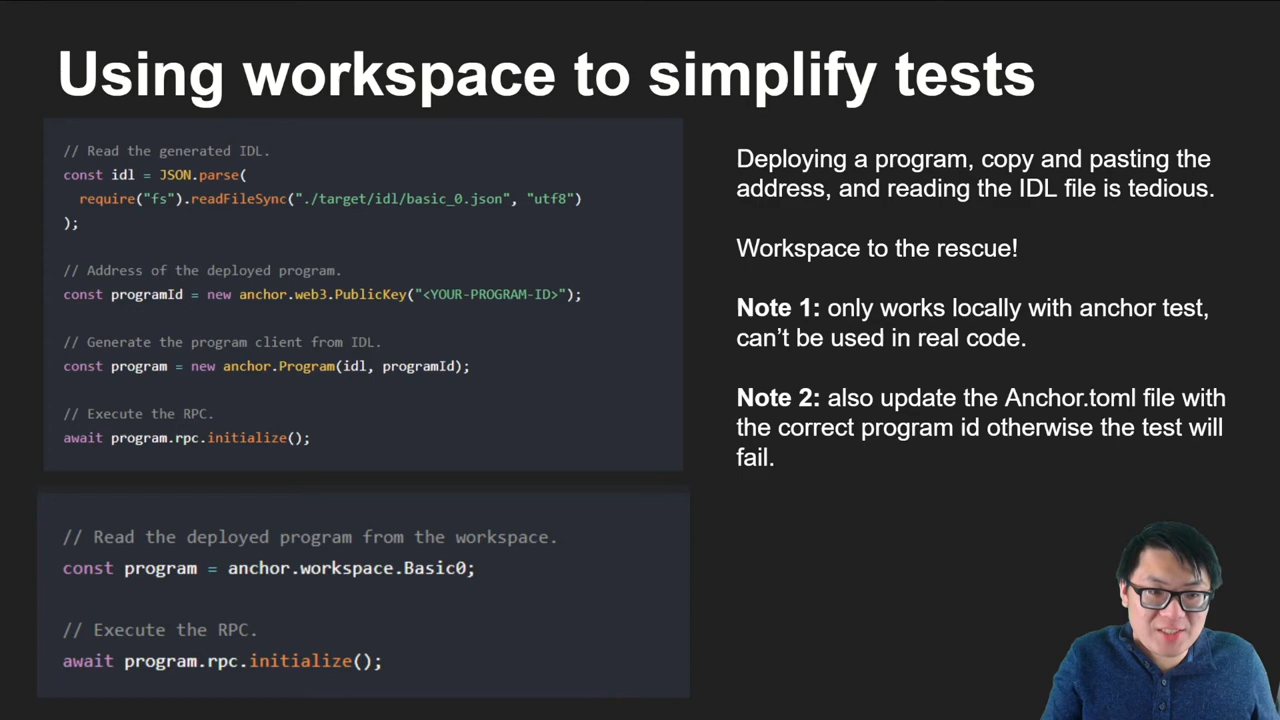 Using workspace to simplify tests
// Read the generated IDL.
const idl = JSON.parse(
require("fs").readFileSync("./target/idl/basic_0.json", "utf8")
);
// Address of the deployed program.
const programId = new anchor.web3.PublicKey("<YOUR-PROGRAM-ID>");
// Generate the program client from IDL.
const program = new anchor.Program(idl, programId);
// Execute the RPC.
await program.rpc.initialize();
// Read the deployed program from the workspace.
const program = anchor.workspace.Basic0;
// Execute the RPC.
await program.rpc.initialize();
Deploying a program, copy and pasting the
address, and reading the IDL file is tedious.
Workspace to the rescue!
Note 1: only works locally with anchor test,
can’t be used in real code.
Note 2: also update the Anchor.toml file with
the correct program id otherwise the test will
fail.